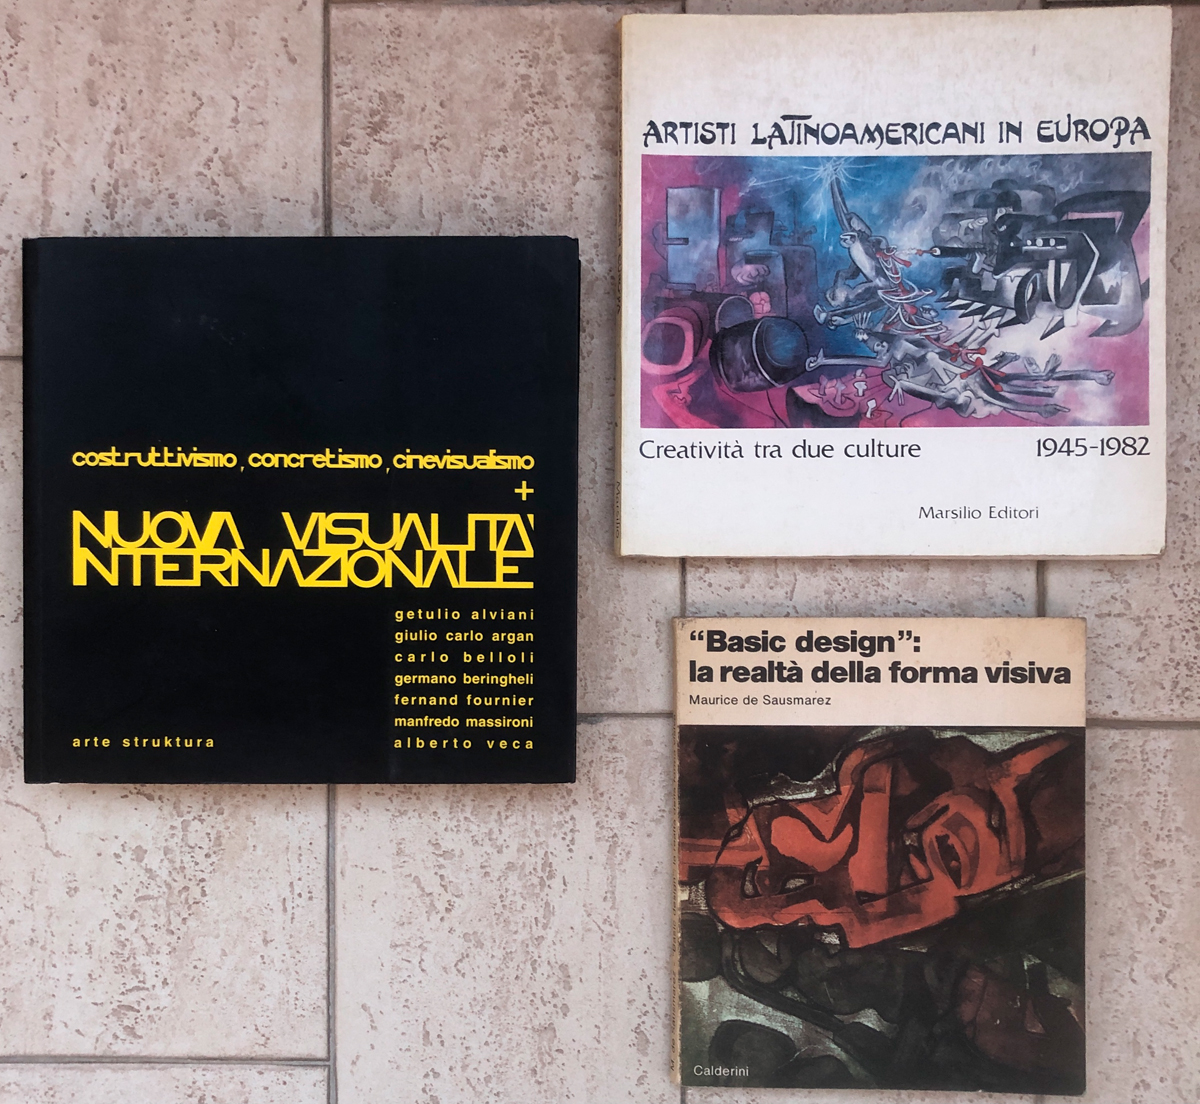 costruttivismo, concretismo, cinevisualismo
+
NUOVA VISUALITA'
INTERNAZIONALE
getulio alviani
giulio carlo argan
carlo belloli
germano beringheli
fernand fournier
manfredo massironi
alberto veca
arte struktura
ARTISTI LATINOAMERICANI IN EUROPA
Creatività tra due culture 1945-1982
Marsilio Editori
“Basic design”:
la realtà della forma visiva
Maurice de Sausmarez
Calderini